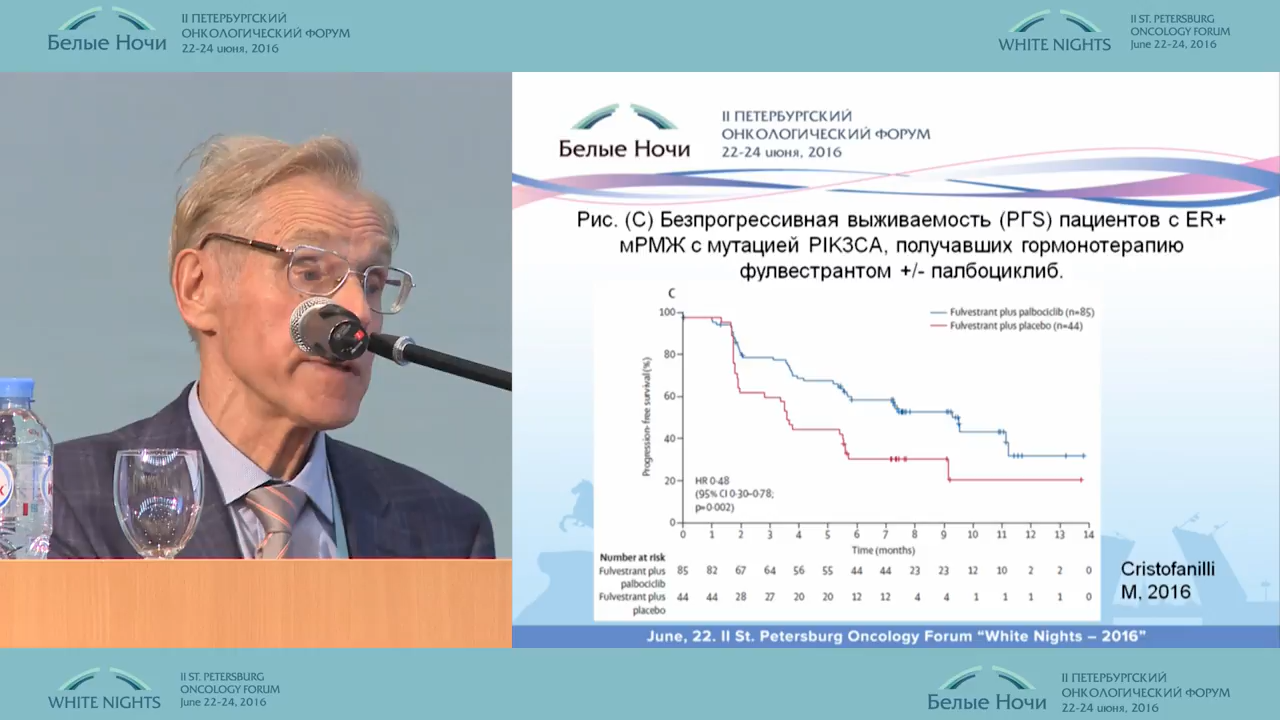 Белые Ночи
II ПЕТЕРБУРГСКИЙ
ОНКОЛОГИЧЕСКИЙ ФОРУМ
22-24 июня, 2016
WHITE NIGHTS
II ST. PETERSBURG
ONCOLOGY FORUM
June 22-24, 2016
Белые Ночи
II ПЕТЕРБУРГСКИЙ
ОНКОЛОГИЧЕСКИЙ ФОРУМ
22-24 июня, 2016
Рис. (С) Безпрогрессивная выживаемость (РГS) пациентов с ER+
мРМЖ с мутацией PIK3CA, получавших гормонотерапию
фулвестрантом +/- палбоциклиб.
C
Fulvestrant plus palbociclib (n=85)
Fulvestrant plus placebo (n=44)
Progression-free survival (%)
100
80
60
40
20
0
HR 0·48
(95% CI 0·30–0·78;
p=0·002)
0 1 2 3 4 5 6 7 8 9 10 11 12 13 14
Time (months)
Number at risk
Fulvestrant plus palbociclib
85 82 67 64 56 55 44 44 23 23 12 10 2 2 0
Fulvestrant plus placebo
44 44 28 27 20 20 12 12 4 4 1 1 1 1 0
Cristofanilli
M, 2016
June, 22. II St. Petersburg Oncology Forum “White Nights – 2016”
WHITE NIGHTS
II ST. PETERSBURG
ONCOLOGY FORUM
June 22-24, 2016
Белые Ночи
II ПЕТЕРБУРГСКИЙ
ОНКОЛОГИЧЕСКИЙ ФОРУМ
22-24 июня, 2016